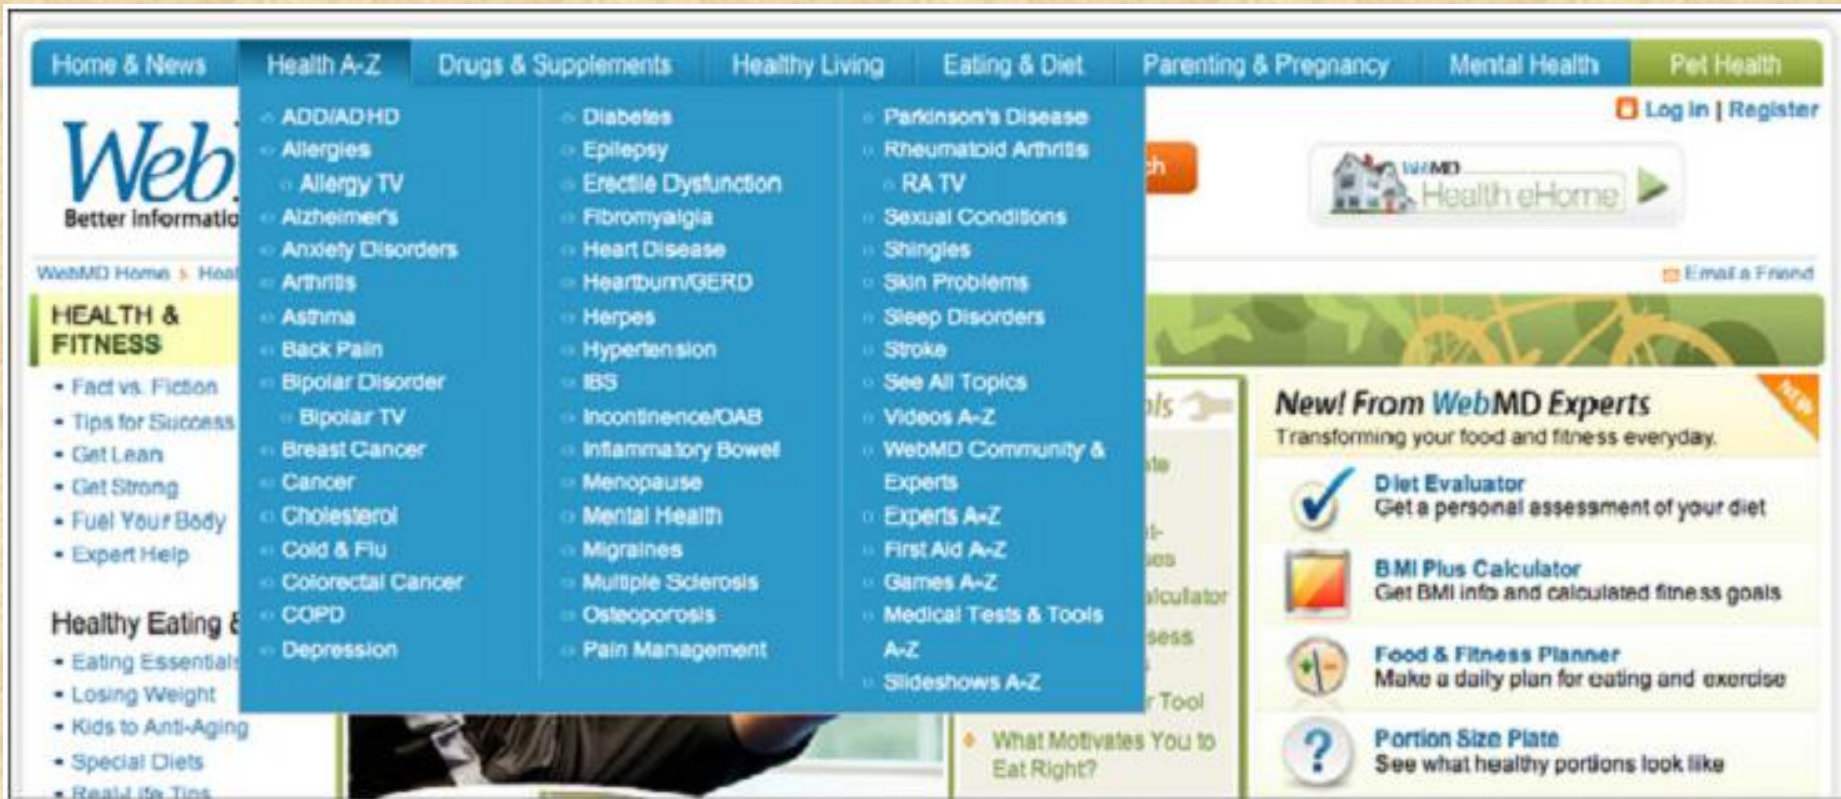 Home & News
Health A-Z
Drugs & Supplements
Healthy Living
Eating & Diet
Parenting & Pregnancy
Mental Health
Pet Health
Log In | Register
Web
Better Informatio
WebMD
Health eHome
WebMD Home
Email a Friend
ADD/ADHD
Allergies
Allergy TV
Alzheimer's
Anxiety Disorders
Arthritis
Asthma
Back Pain
Bipolar Disorder
Bipolar TV
Breast Cancer
Cancer
Cholesterol
Cold & Flu
Colorectal Cancer
COPD
Depression
Diabetes
Epilepsy
Erectile Dysfunction
Fibromyalgia
Heart Disease
Heartburn/GERD
Herpes
Hypertension
IBS
Incontinence/OAB
Inflammatory Bowel
Menopause
Mental Health
Migraines
Multiple Sclerosis
Osteoporosis
Pain Management
Parkinson's Disease
Rheumatoid Arthritis
RA TV
Sexual Conditions
Shingles
Skin Problems
Sleep Disorders
Stroke
See All Topics
Videos A-Z
WebMD Community &
Experts
Experts A-Z
First Aid A-Z
Games A-Z
Medical Tests & Tools
A-Z
Slideshows A-Z
HEALTH &
FITNESS
Fact vs. Fiction
Tips for Success
Get Lean
Get Strong
Fuel Your Body
Expert Help
Healthy Eating &
Eating Essentials
Losing Weight
Kids to Anti-Aging
Special Diets
Real-Life Tips
r Tool
What Motivates You to
Eat Right?
New! From WebMD Experts
Transforming your food and fitness everyday.
NEW
Diet Evaluator
Get a personal assessment of your diet
BMI Plus Calculator
Get BMI info and calculated fitness goals
Food & Fitness Planner
Make a daily plan for eating and exercise
Portion Size Plate
See what healthy portions look like